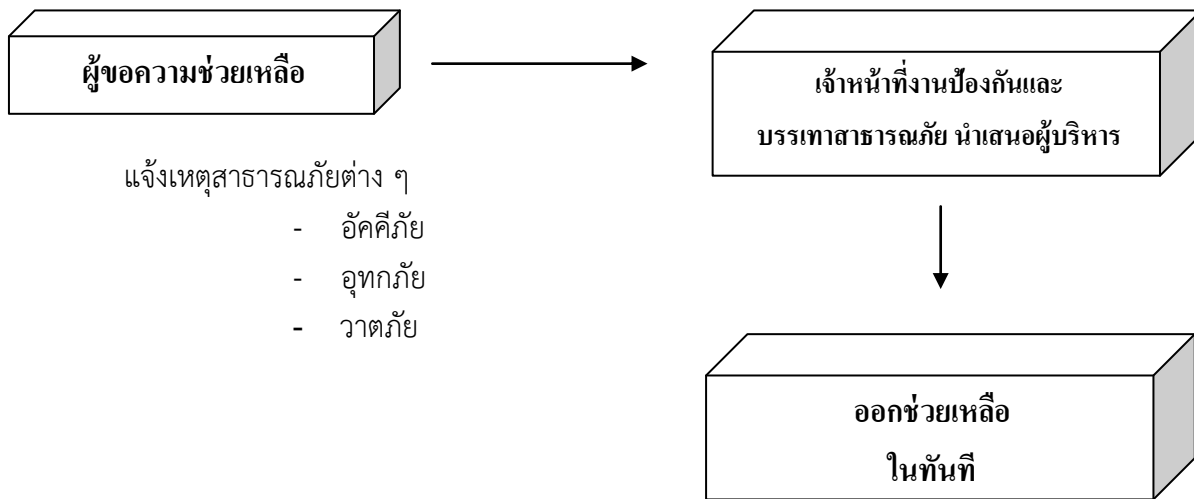 ผู้ขอความช่วยเหลือ
เจ้าหน้าที่งานป้องกันและ
บรรเทาสาธารณภัย นำเสนอผู้บริหาร
แจ้งเหตุสาธารณภัยต่าง ๆ
- อัคคีภัย
- อุทกภัย
- วาตภัย
ออกช่วยเหลือ
ในทันที